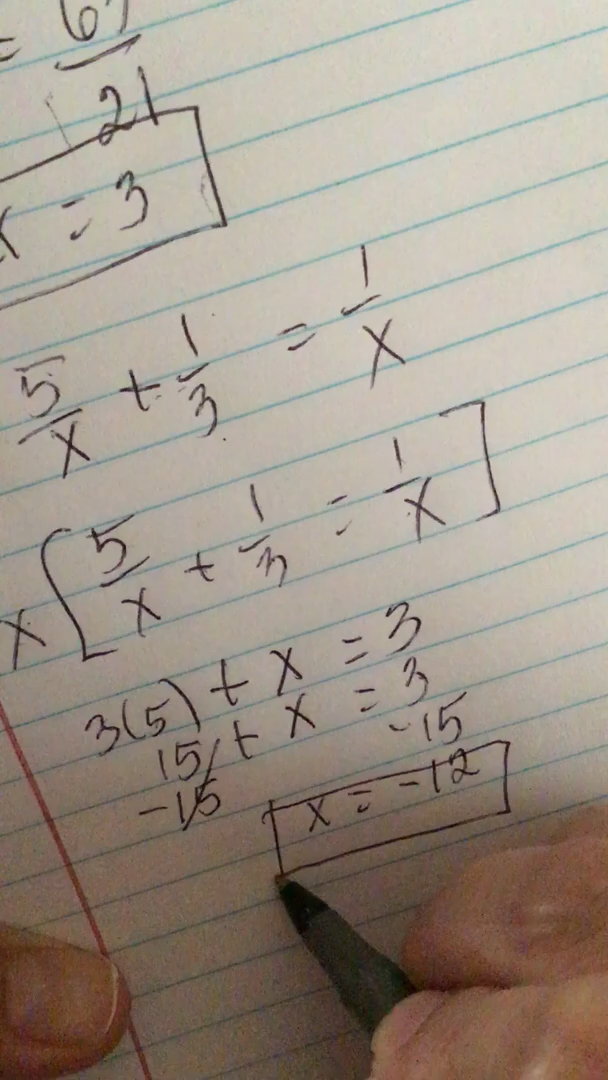 =
21
x = 3
5/x + 1/3 = 1/x
x [ 5/x + 1/3 = 1/x ]
3(5) + x = 3
15 + x = 3
-15 -15
x = -12